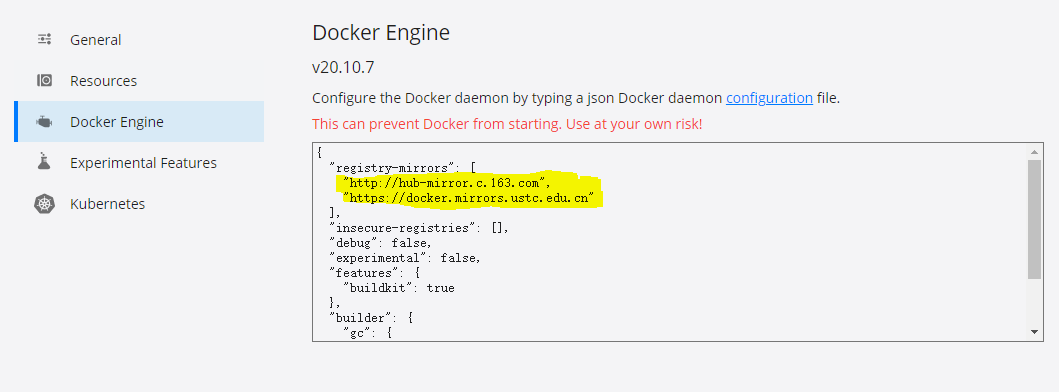 General
Resources
Docker Engine
Experimental Features
Kubernetes
Docker Engine
v20.10.7
Configure the Docker daemon by typing a json Docker daemon configuration file.
This can prevent Docker from starting. Use at your own risk!
{
"registry-mirrors": [
"http://hub-mirror.c.163.com",
"https://docker.mirrors.ustc.edu.cn"
],
"insecure-registries": [],
"debug": false,
"experimental": false,
"features": {
"buildkit": true
},
"builder": {
"gc": {